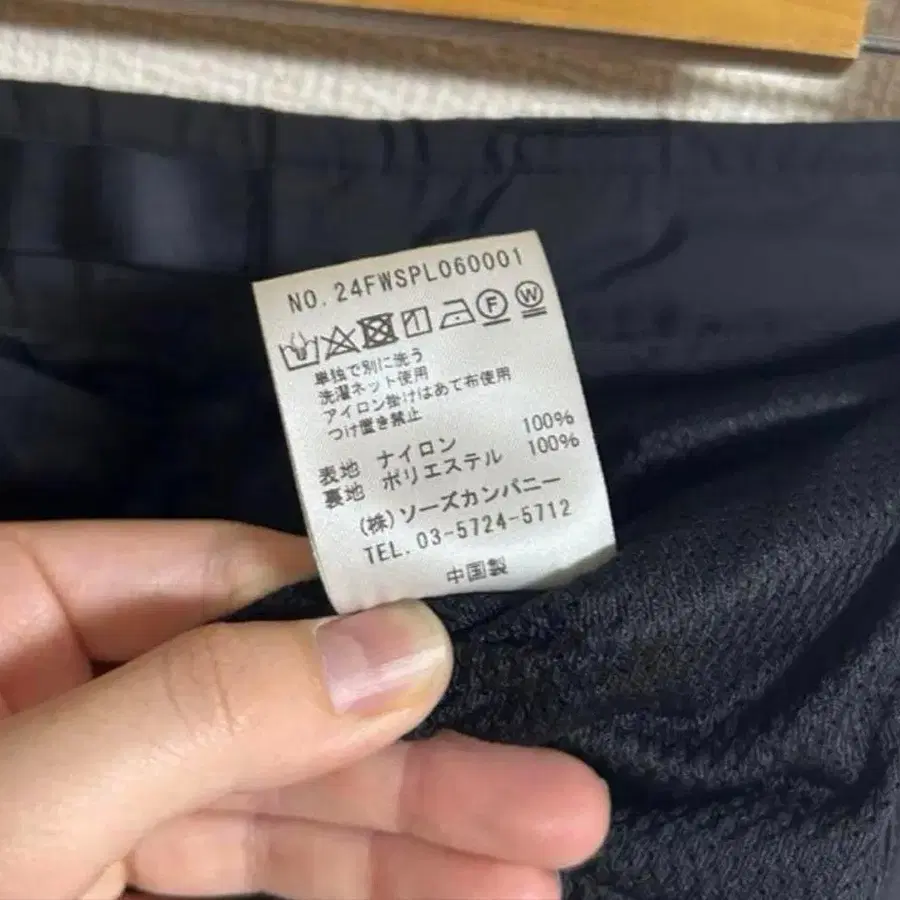 NO.24FWSPL060001
F W
単独で別に洗う
洗濯ネット使用
アイロン掛けはあて布使用
つけ置き禁止
表地 ナイロン 100%
裏地 ポリエステル 100%
(株)ソーズカンパニー
TEL. 03-5724-5712
中国製